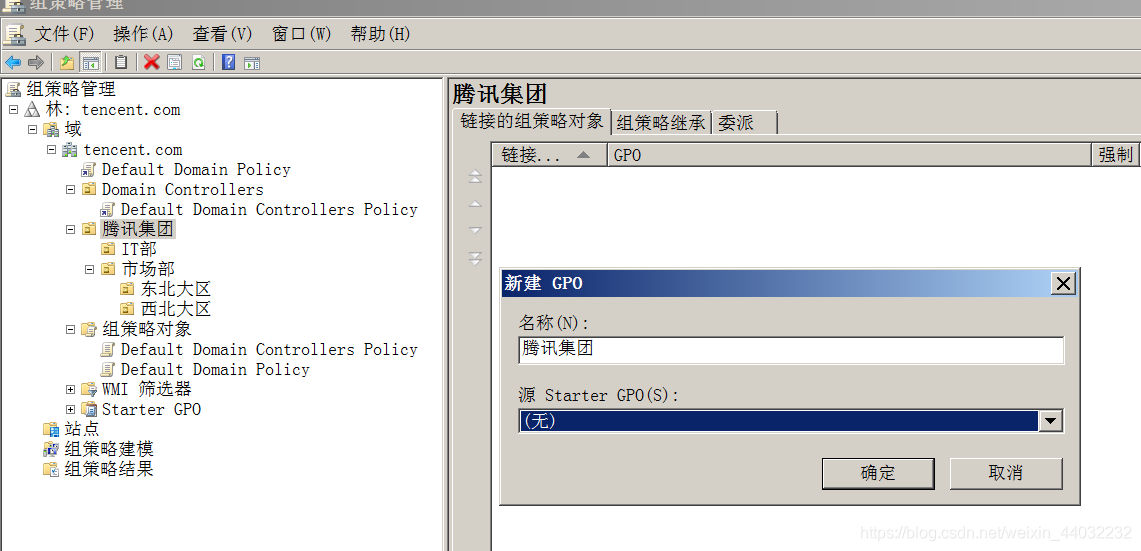 组策略管理
文件(F) 操作(A) 查看(V) 窗口(W) 帮助(H)
组策略管理
林: tencent.com
域
tencent.com
Default Domain Policy
Domain Controllers
Default Domain Controllers Policy
腾讯集团
IT部
市场部
东北大区
西北大区
组策略对象
Default Domain Controllers Policy
Default Domain Policy
WMI 筛选器
Starter GPO
站点
组策略建模
组策略结果
腾讯集团
链接的组策略对象 组策略继承 委派
链接... GPO 强制
新建 GPO
名称(N):
腾讯集团
源 Starter GPO(S):
(无)
确定 取消
https://blog.csdn.net/weixin_44032232